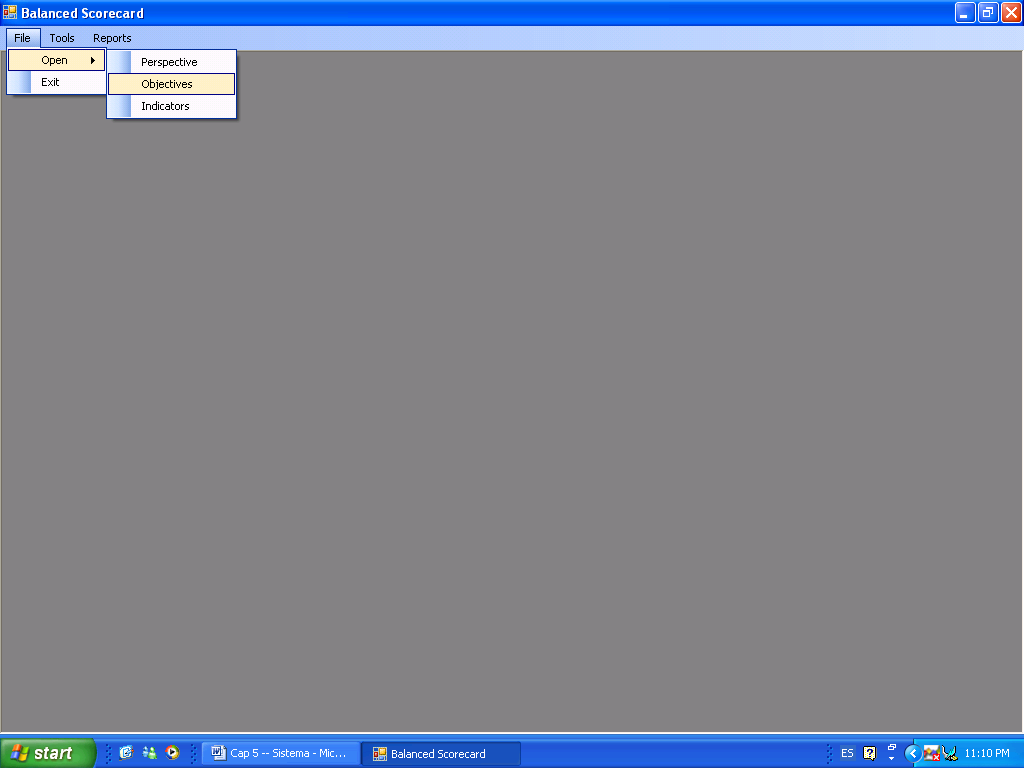 Balanced Scorecard
File Tools Reports
Open Perspective
Objectives
Exit
Indicators
start Cap 5 -- Sistema - Mic... Balanced Scorecard ES 11:10 PM